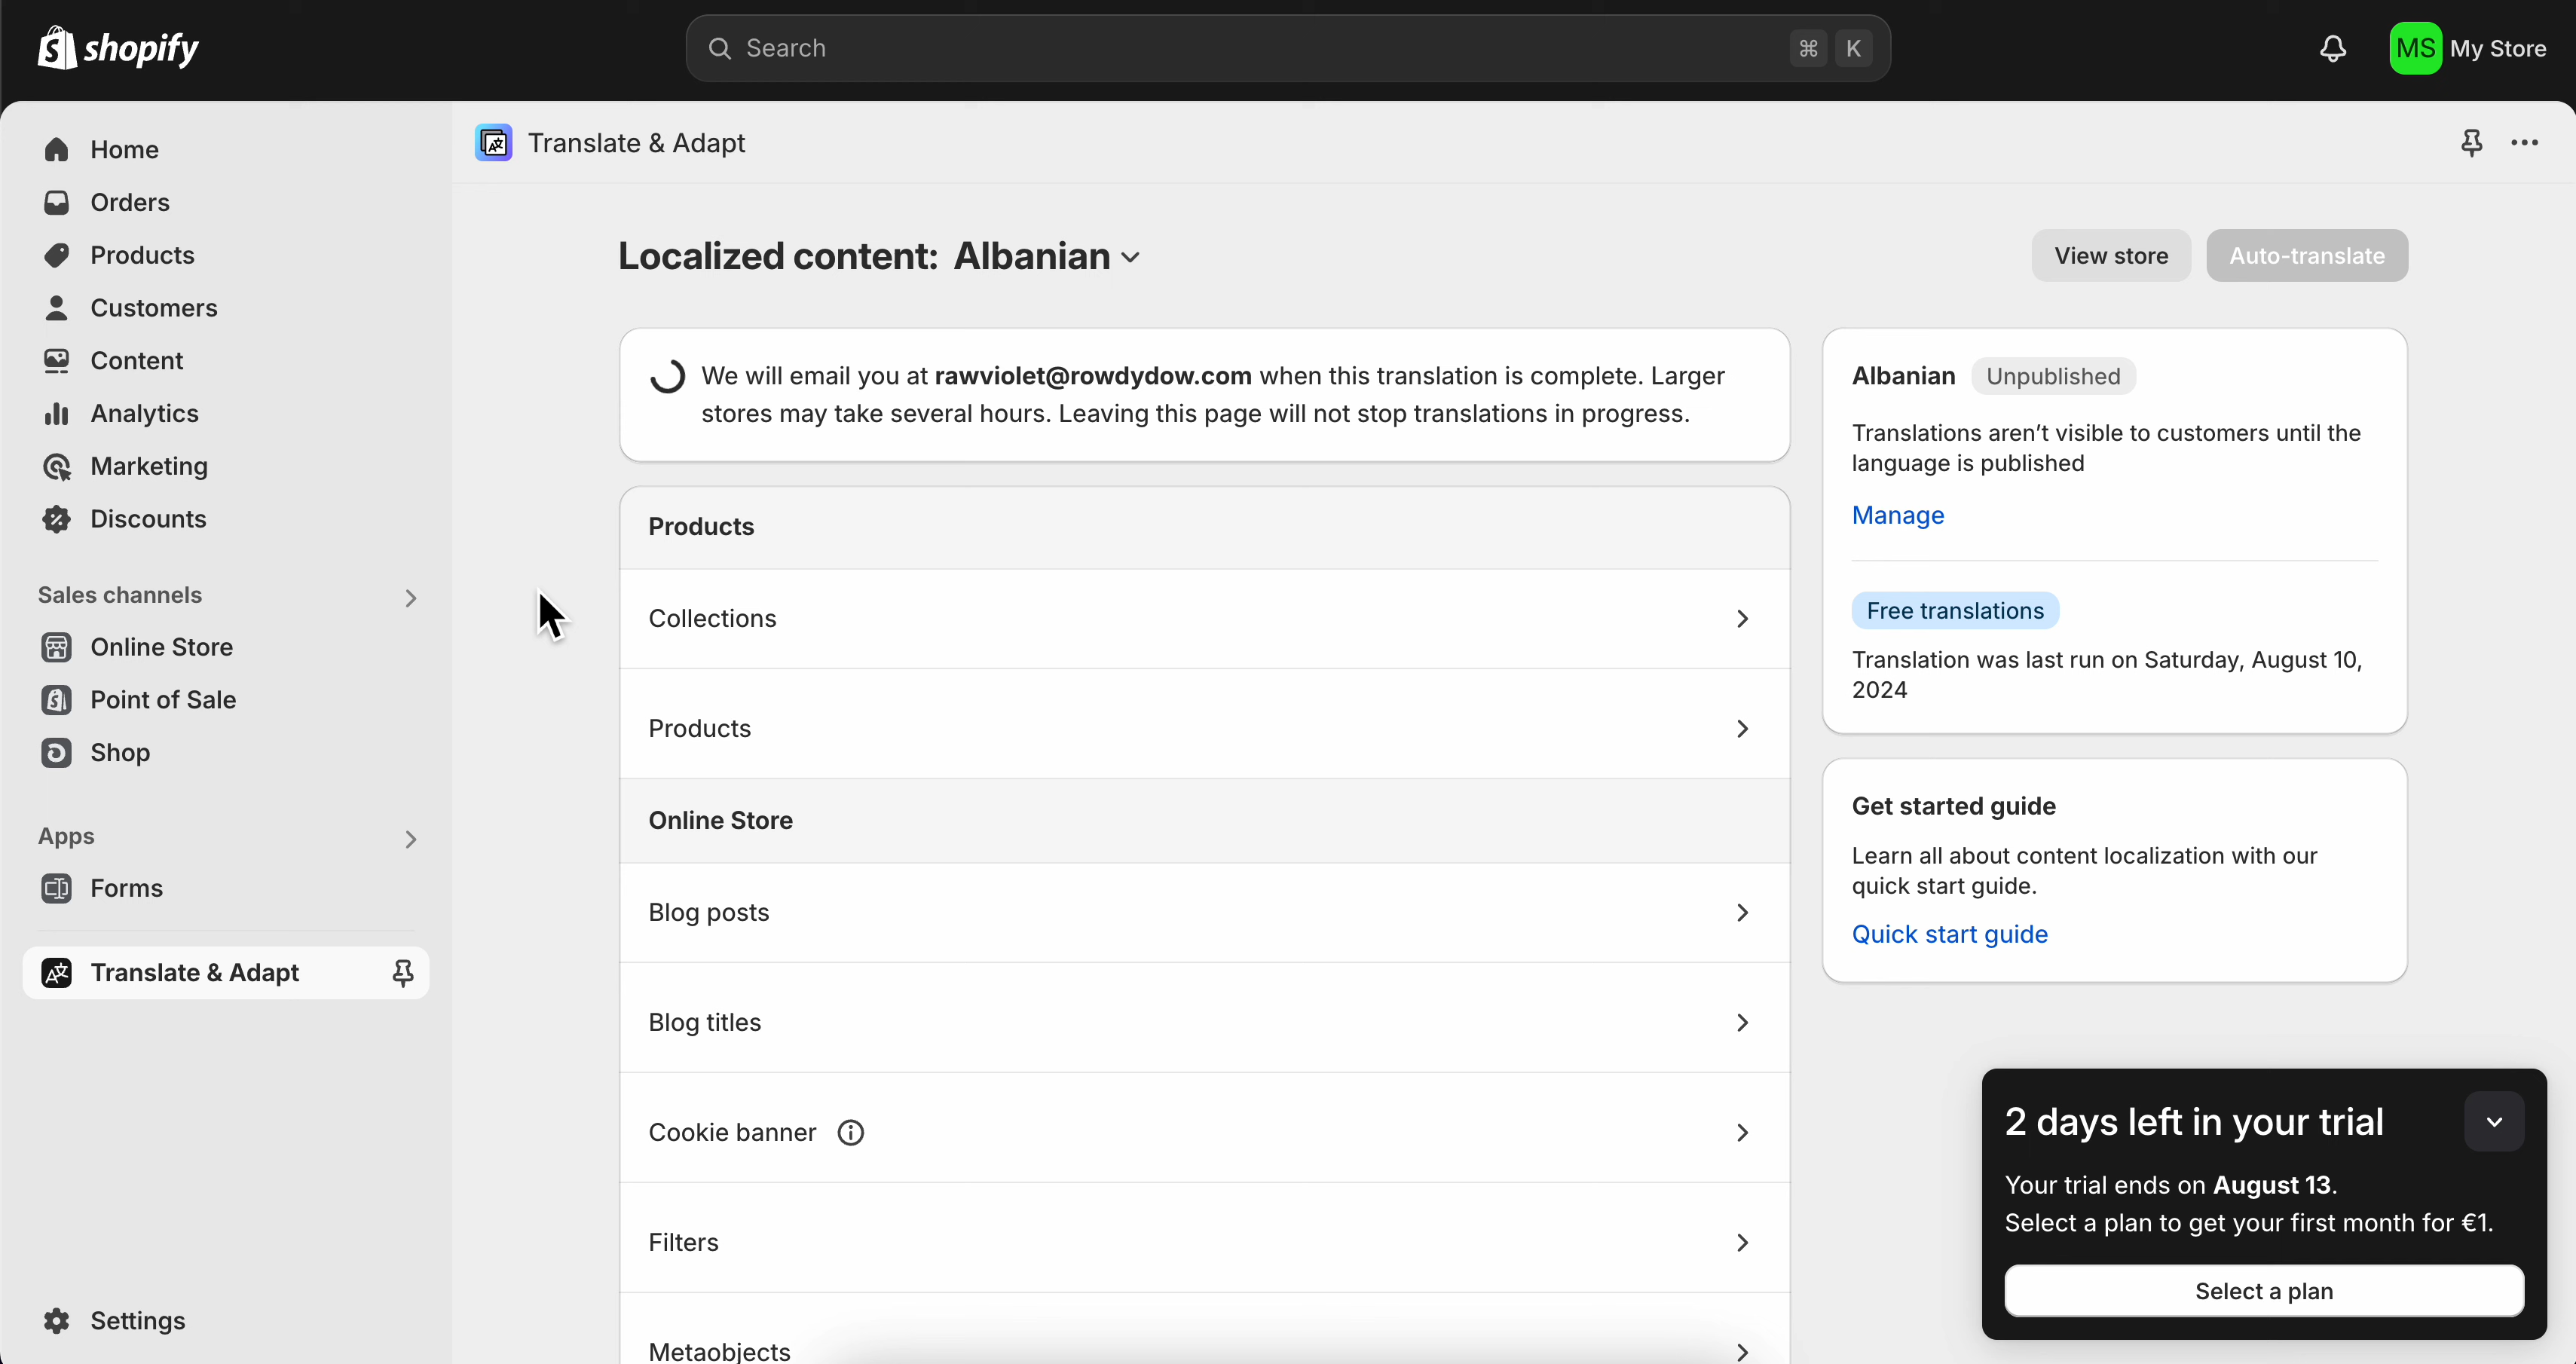 shopify
Search
⌘ K
MS My Store
Home
Orders
Products
Customers
Content
Analytics
Marketing
Discounts
Sales channels
Online Store
Point of Sale
Shop
Apps
Forms
Translate & Adapt
Settings
Translate & Adapt
Localized content: Albanian
View store
Auto-translate
We will email you at rawviolet@rowdydow.com when this translation is complete. Larger
stores may take several hours. Leaving this page will not stop translations in progress.
Products
Collections
Products
Online Store
Blog posts
Blog titles
Cookie banner
Filters
Metaobjects
Albanian Unpublished
Translations aren’t visible to customers until the
language is published
Manage
Free translations
Translation was last run on Saturday, August 10,
2024
Get started guide
Learn all about content localization with our
quick start guide.
Quick start guide
2 days left in your trial
Your trial ends on August 13.
Select a plan to get your first month for €1.
Select a plan